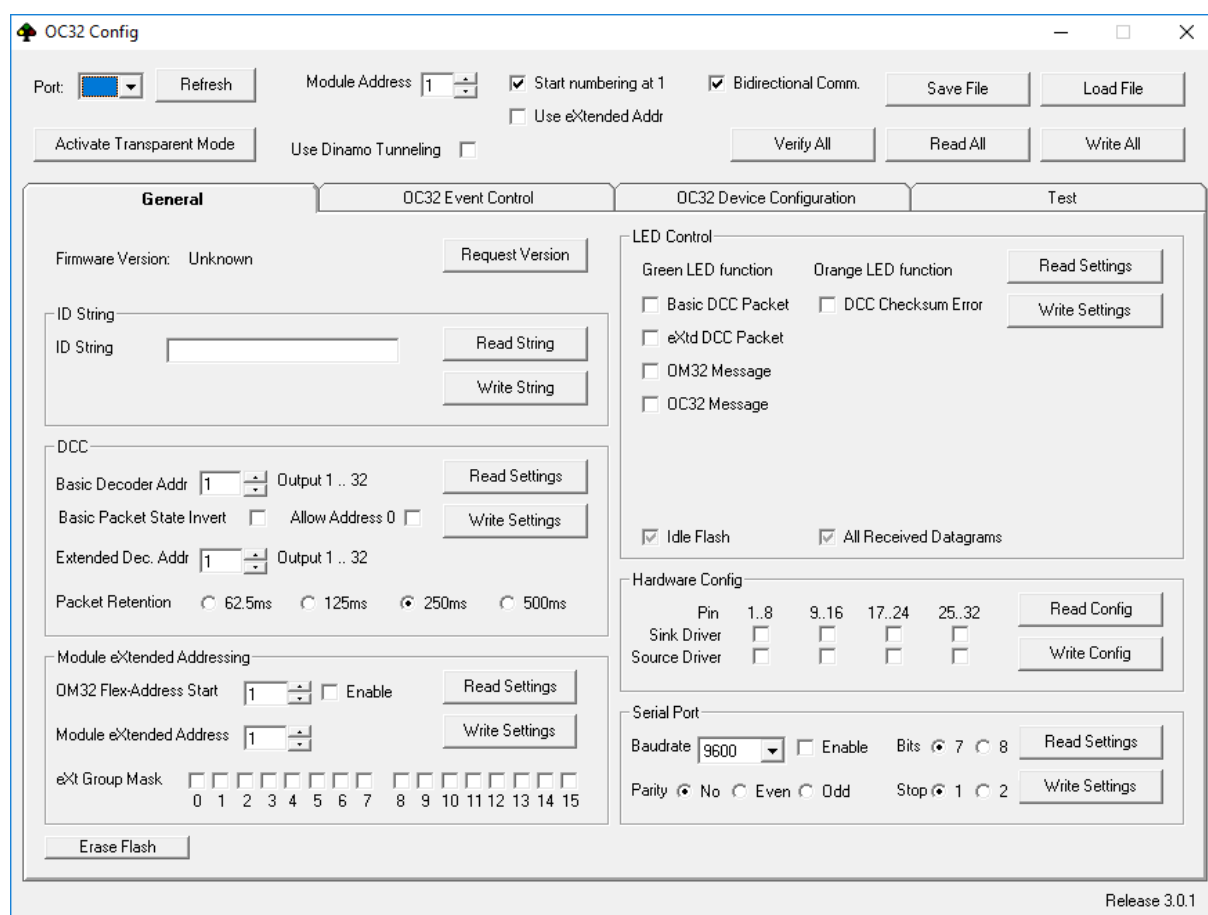 OC32 Config
Port: Refresh Module Address 1 Start numbering at 1 Bidirectional Comm. Save File Load File
Use eXtended Addr
Activate Transparent Mode Use Dinamo Tunneling Verify All Read All Write All
General OC32 Event Control OC32 Device Configuration Test
Firmware Version: Unknown Request Version
ID String
ID String Read String
Write String
DCC
Basic Decoder Addr 1 Output 1 .. 32 Read Settings
Basic Packet State Invert Allow Address 0 Write Settings
Extended Dec. Addr 1 Output 1 .. 32
Packet Retention 62.5ms 125ms 250ms 500ms
Module eXtended Addressing
OM32 Flex-Address Start 1 Enable Read Settings
Module eXtended Address 1 Write Settings
eXt Group Mask
0 1 2 3 4 5 6 7 8 9 10 11 12 13 14 15
Erase Flash
LED Control
Green LED function Orange LED function Read Settings
Basic DCC Packet DCC Checksum Error Write Settings
eXtd DCC Packet
OM32 Message
OC32 Message
Idle Flash All Received Datagrams
Hardware Config
Pin 1..8 9..16 17..24 25..32 Read Config
Sink Driver
Source Driver Write Config
Serial Port
Baudrate 9600 Enable Bits 7 8 Read Settings
Parity No Even Odd Stop 1 2 Write Settings
Release 3.0.1